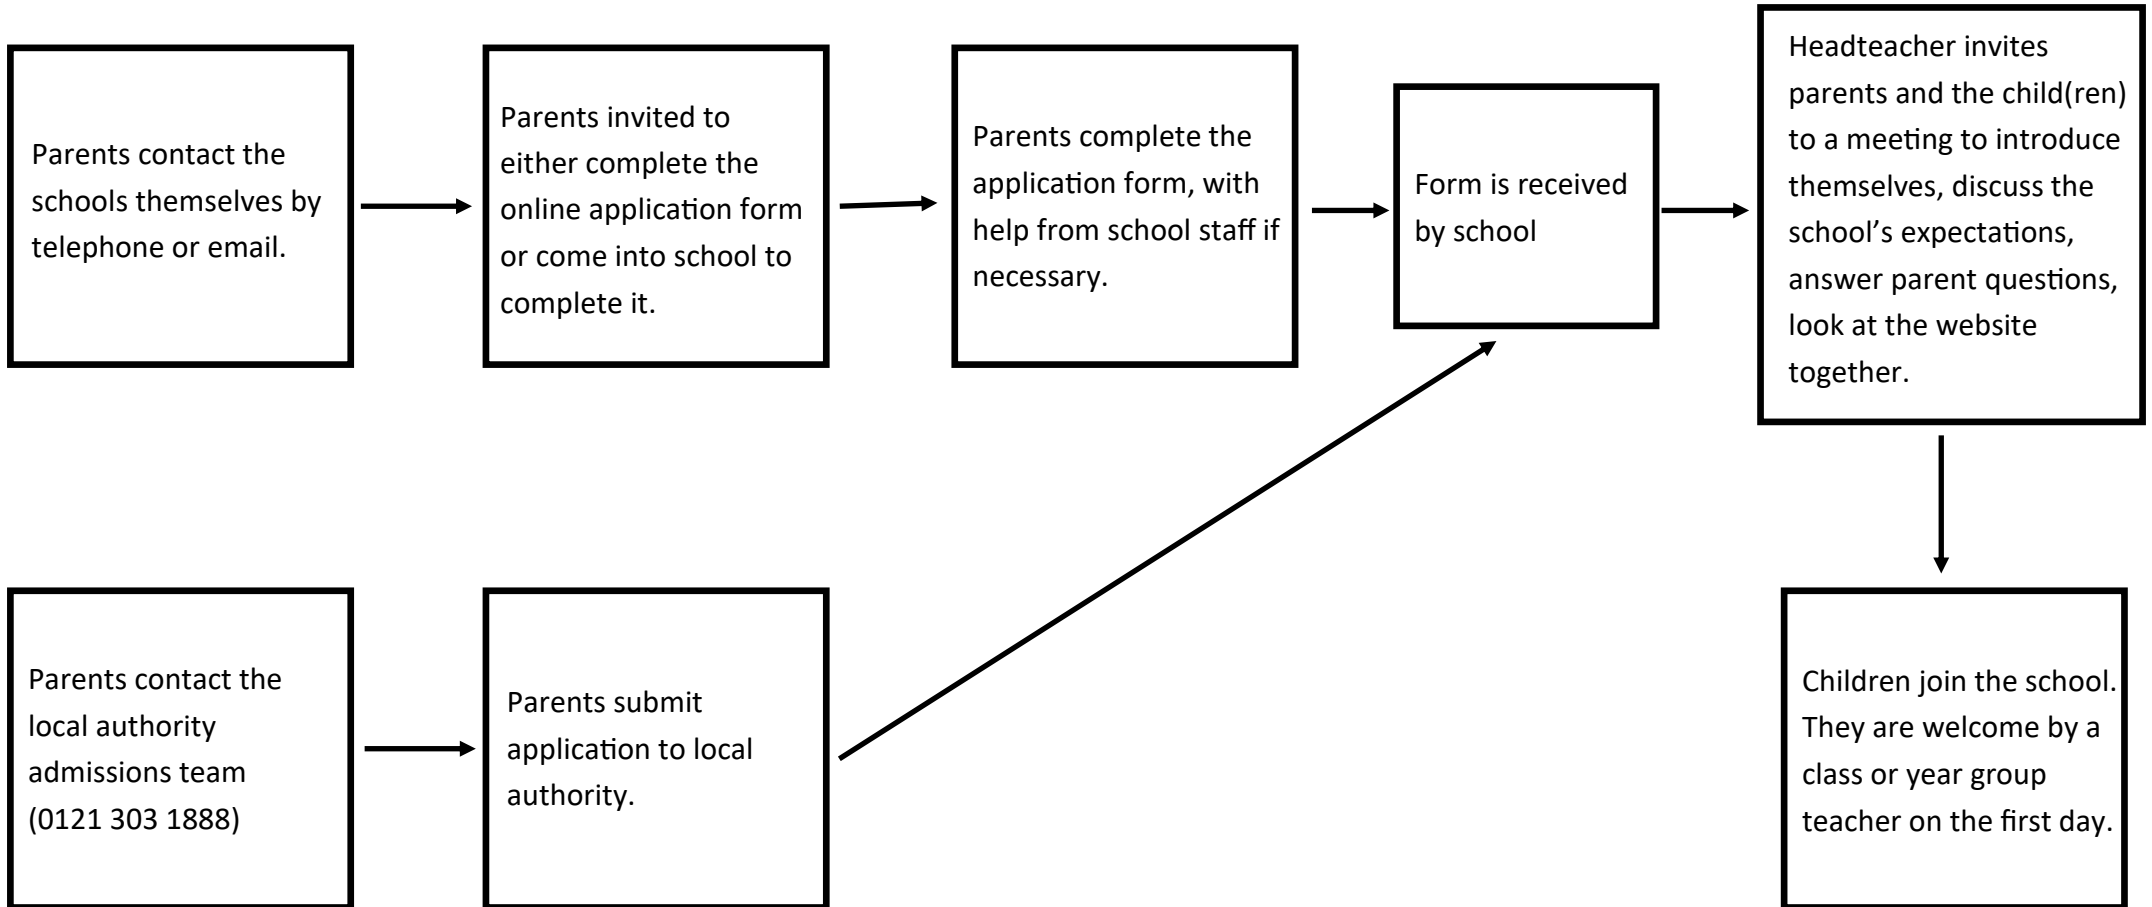 Parents contact the
schools themselves by
telephone or email.
Parents invited to
either complete the
online application form
or come into school to
complete it.
Parents complete the
application form, with
help from school staff if
necessary.
Form is received
by school
Headteacher invites
parents and the child(ren)
to a meeting to introduce
themselves, discuss the
school’s expectations,
answer parent questions,
look at the website
together.
Parents contact the
local authority
admissions team
(0121 303 1888)
Parents submit
application to local
authority.
Children join the school.
They are welcome by a
class or year group
teacher on the first day.